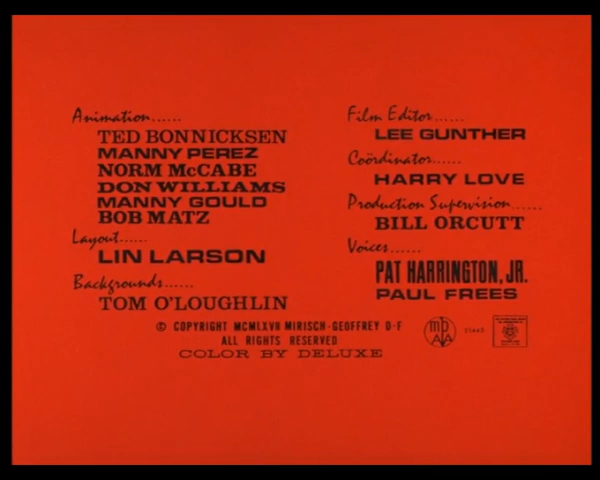 Animation......
TED BONNICKSEN
MANNY PEREZ
NORM McCABE
DON WILLIAMS
MANNY GOULD
BOB MATZ
Layout......
LIN LARSON
Backgrounds......
TOM O'LOUGHLIN
Film Editor......
LEE GUNTHER
Coördinator......
HARRY LOVE
Production Supervision......
BILL ORCUTT
Voices......
PAT HARRINGTON, JR.
PAUL FREES
© COPYRIGHT MCMLXVII MIRISCH-GEOFFREY D-F
ALL RIGHTS RESERVED
COLOR BY DELUXE
mpAA